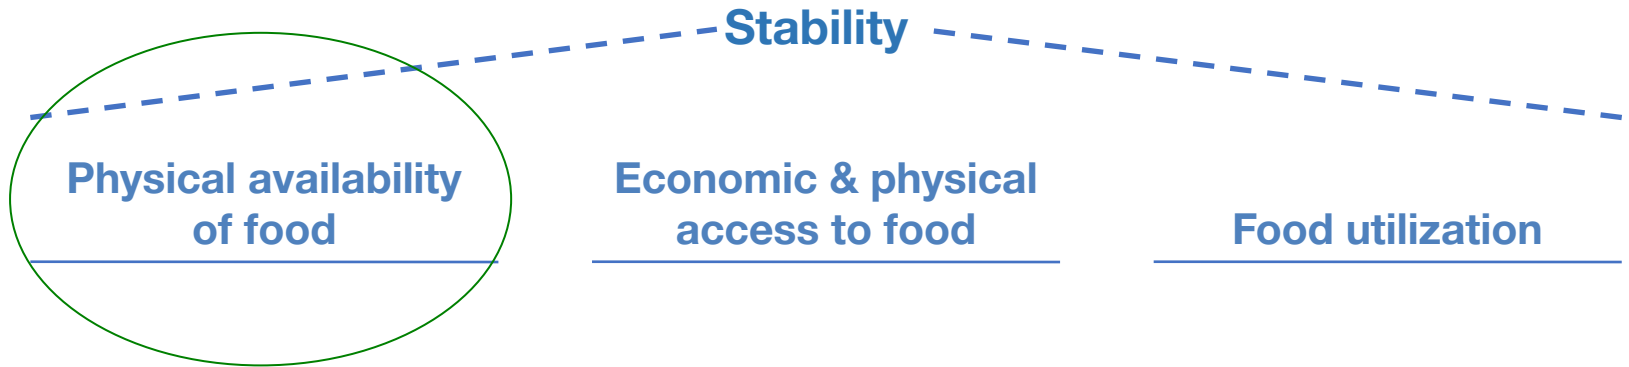 Stability
Physical availability
of food
Economic & physical
access to food
Food utilization